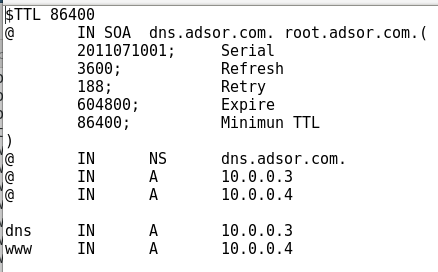 $TTL 86400
@ IN SOA dns.adsor.com. root.adsor.com.(
2011071001; Serial
3600; Refresh
188; Retry
604800; Expire
86400; Minimun TTL
)
@ IN NS dns.adsor.com.
@ IN A 10.0.0.3
@ IN A 10.0.0.4
dns IN A 10.0.0.3
www IN A 10.0.0.4